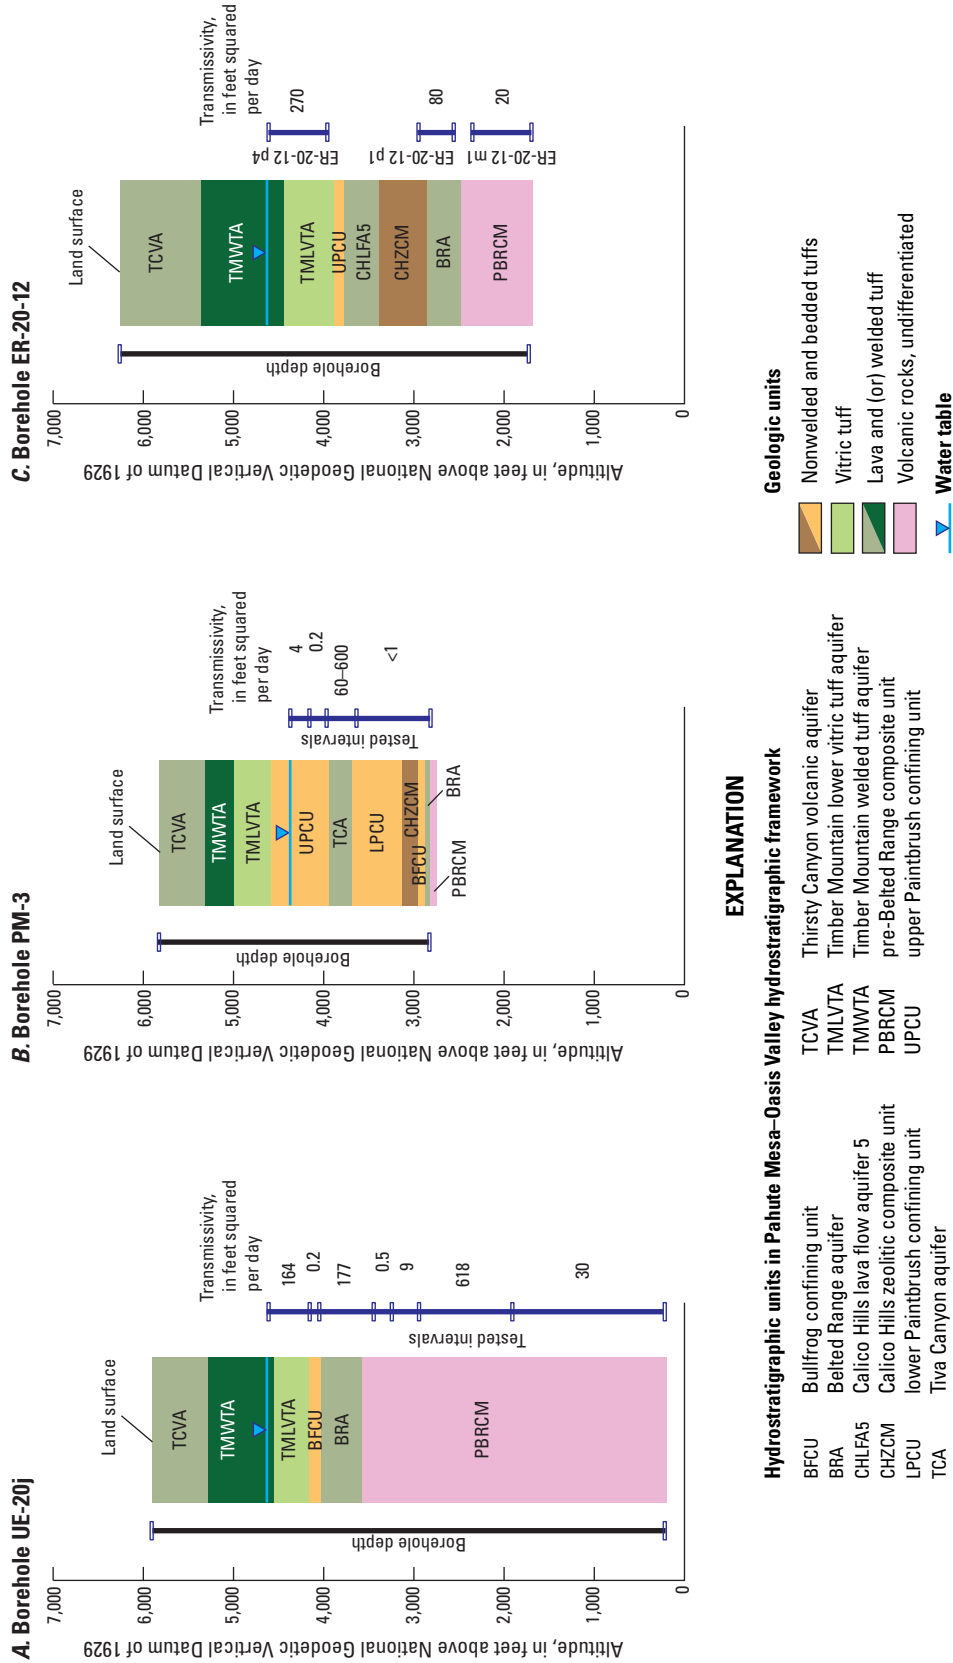 A. Borehole UE-20j
Altitude, in feet above National Geodetic Vertical Datum of 1929
7,000
6,000
5,000
4,000
3,000
2,000
1,000
0
Borehole depth
Land surface
TCVA
TMWTA
TMLVTA
BFCU
BRA
PBRCM
Tested intervals
Transmissivity,
in feet squared
per day
164
0.2
177
0.5
9
618
30
B. Borehole PM-3
Altitude, in feet above National Geodetic Vertical Datum of 1929
7,000
6,000
5,000
4,000
3,000
2,000
1,000
0
Borehole depth
Land surface
TCVA
TMWTA
TMLVTA
UPCU
TCA
LPCU
CHZCM
BFCU
BRA
PBRCM
Tested intervals
Transmissivity,
in feet squared
per day
4
0.2
60–600
<1
C. Borehole ER-20-12
Altitude, in feet above National Geodetic Vertical Datum of 1929
7,000
6,000
5,000
4,000
3,000
2,000
1,000
0
Borehole depth
Land surface
TCVA
TMWTA
TMLVTA
UPCU
CHLFA5
CHZCM
BRA
PBRCM
ER-20-12 p4
ER-20-12 p1
ER-20-12 m1
Transmissivity,
in feet squared
per day
270
80
20
EXPLANATION
Hydrostratigraphic units in Pahute Mesa–Oasis Valley hydrostratigraphic framework
BFCU Bullfrog confining unit
BRA Belted Range aquifer
CHLFA5 Calico Hills lava flow aquifer 5
CHZCM Calico Hills zeolitic composite unit
LPCU lower Paintbrush confining unit
TCA Tiva Canyon aquifer
TCVA Thirsty Canyon volcanic aquifer
TMLVTA Timber Mountain lower vitric tuff aquifer
TMWTA Timber Mountain welded tuff aquifer
PBRCM pre-Belted Range composite unit
UPCU upper Paintbrush confining unit
Geologic units
Nonwelded and bedded tuffs
Vitric tuff
Lava and (or) welded tuff
Volcanic rocks, undifferentiated
Water table